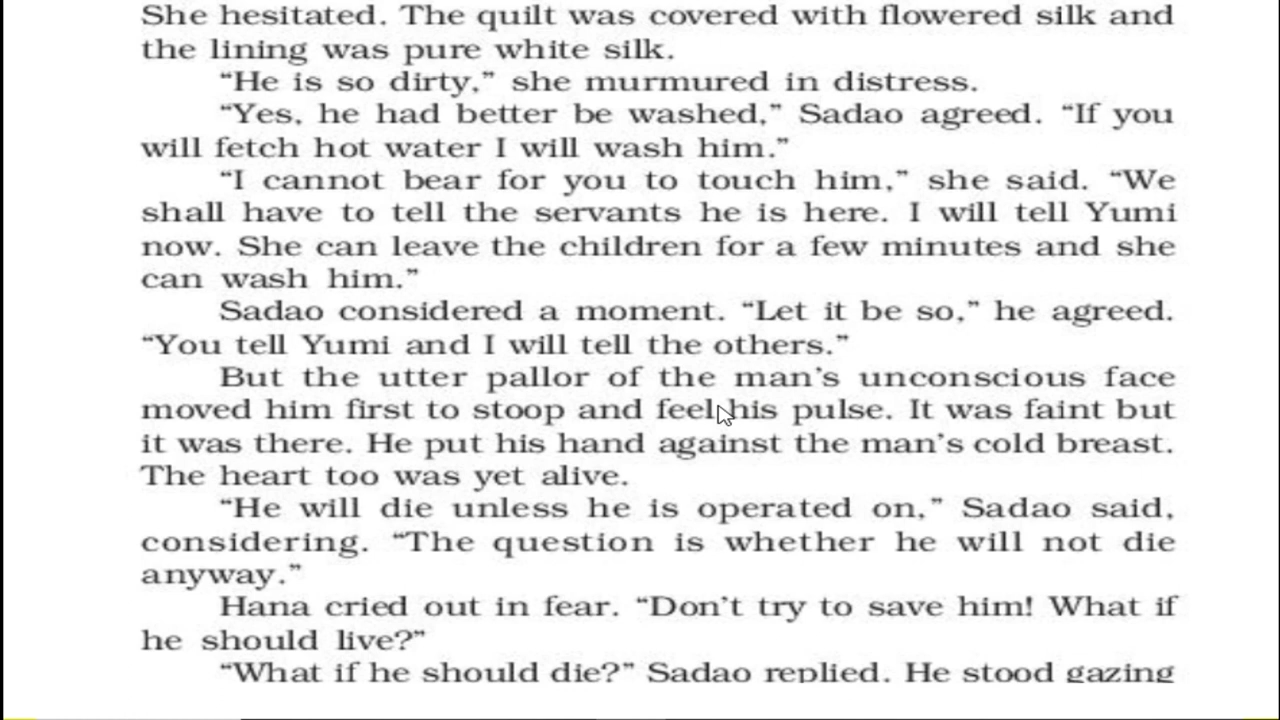 She hesitated. The quilt was covered with flowered silk and
the lining was pure white silk.
“He is so dirty,” she murmured in distress.
“Yes, he had better be washed,” Sadao agreed. “If you
will fetch hot water I will wash him.”
“I cannot bear for you to touch him,” she said. “We
shall have to tell the servants he is here. I will tell Yumi
now. She can leave the children for a few minutes and she
can wash him.”
Sadao considered a moment. “Let it be so,” he agreed.
“You tell Yumi and I will tell the others.”
But the utter pallor of the man’s unconscious face
moved him first to stoop and feel his pulse. It was faint but
it was there. He put his hand against the man’s cold breast.
The heart too was yet alive.
“He will die unless he is operated on,” Sadao said,
considering. “The question is whether he will not die
anyway.”
Hana cried out in fear. “Don’t try to save him! What if
he should live?”
“What if he should die?” Sadao replied. He stood gazing